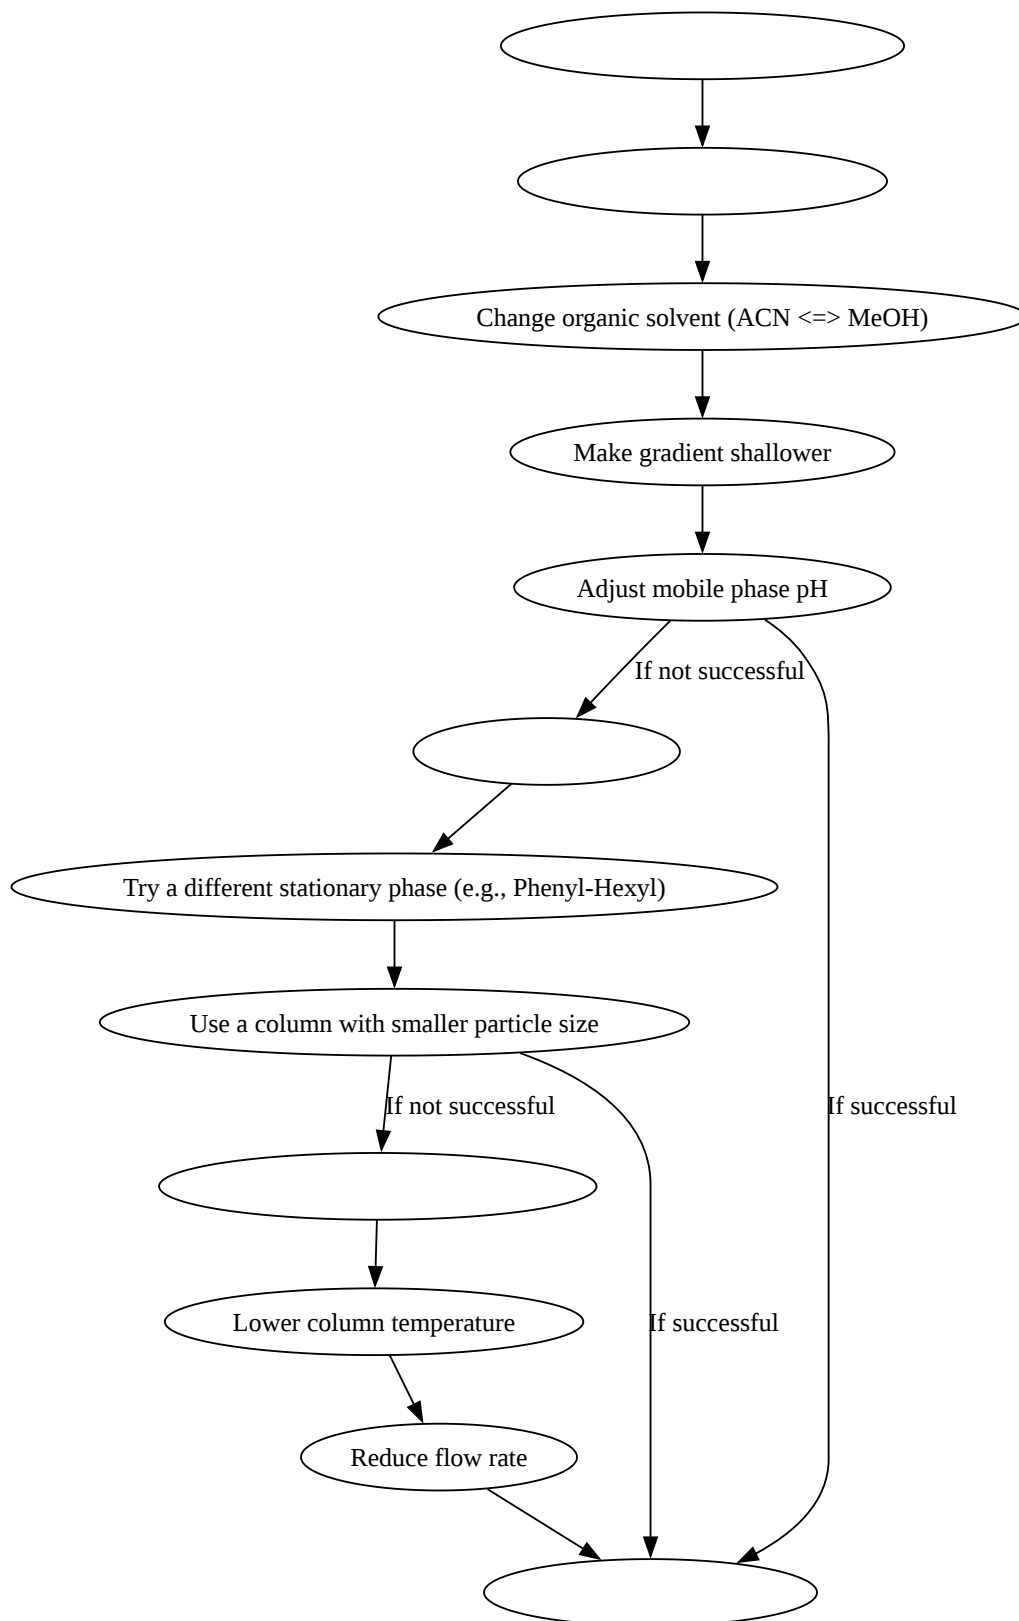 Change organic solvent (ACN <=> MeOH)
Make gradient shallower
Adjust mobile phase pH
If not successful
Try a different stationary phase (e.g., Phenyl-Hexyl)
Use a column with smaller particle size
If not successful
If successful
Lower column temperature
If successful
Reduce flow rate